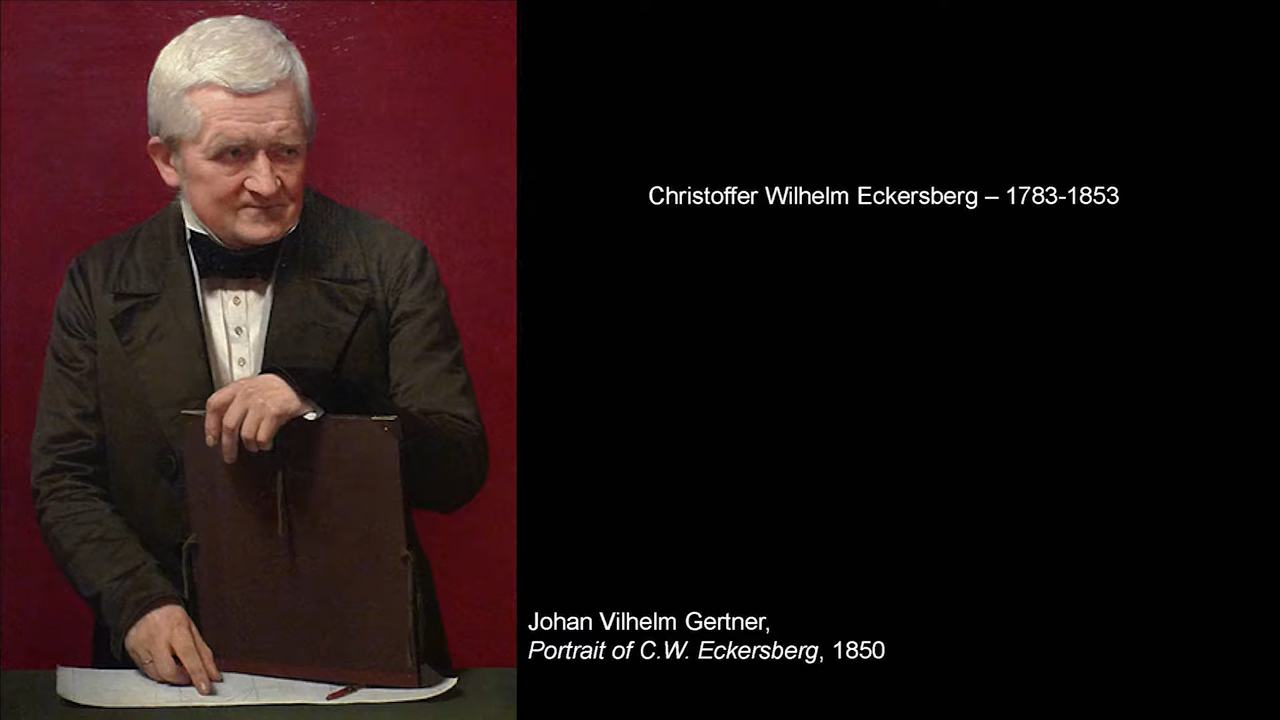 Christoffer Wilhelm Eckersberg – 1783-1853
Johan Vilhelm Gertner,
Portrait of C.W. Eckersberg, 1850